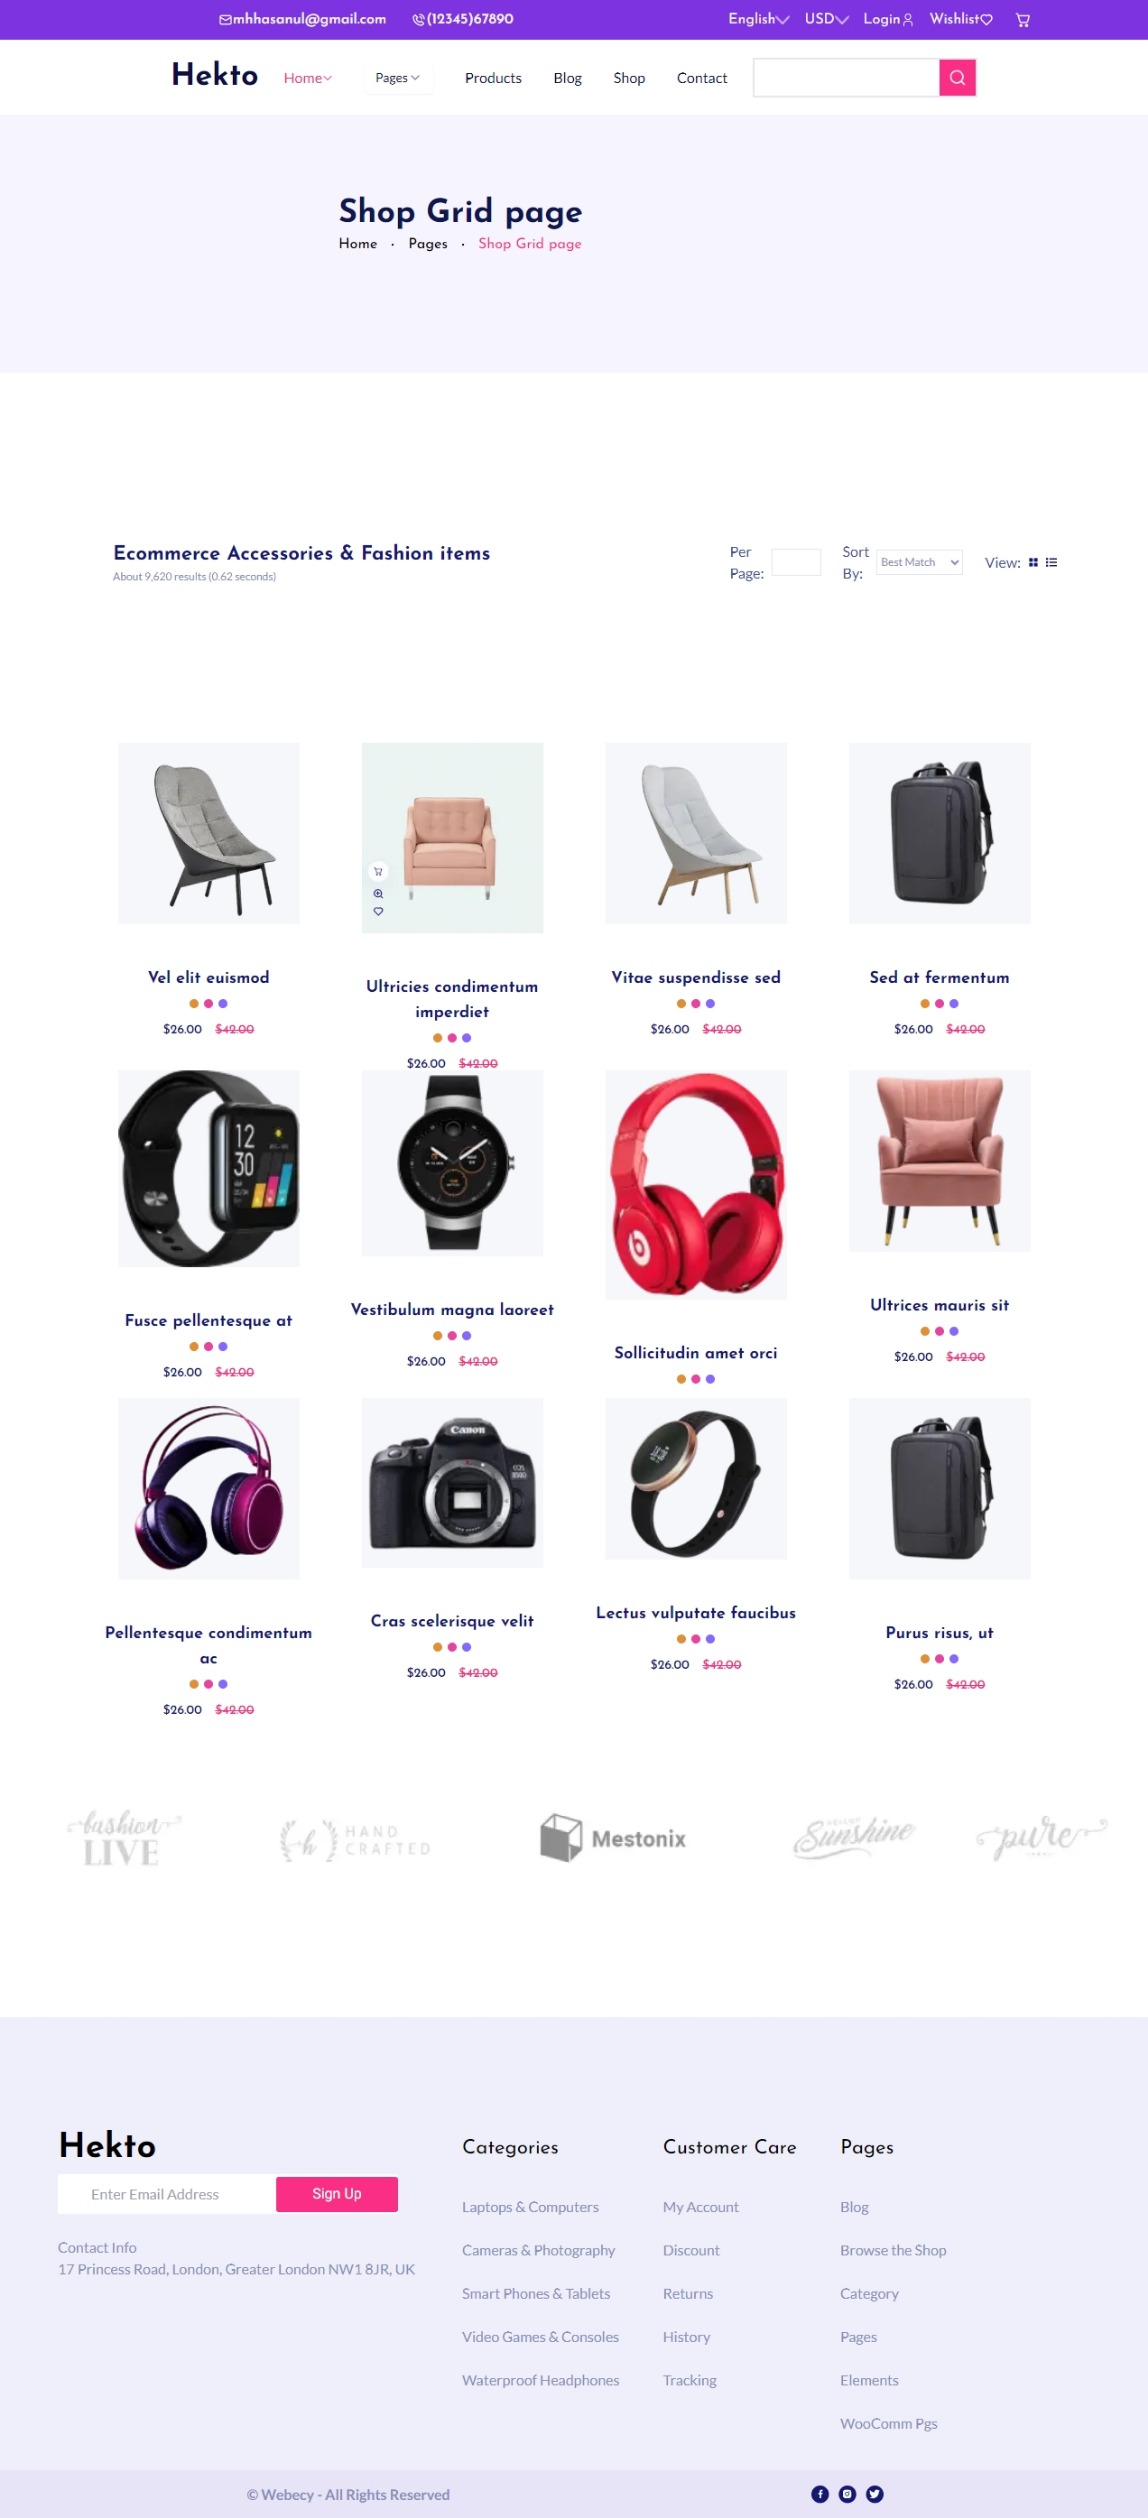 mhhasanul@gmail.com (12345)67890 English USD Login Wishlist
Hekto Home Pages Products Blog Shop Contact
Shop Grid page
Home · Pages · Shop Grid page
Ecommerce Accessories & Fashion items
About 9,620 results (0.62 seconds)
Per Page:
Sort By:
Best Match
View:
Vel elit euismod
$26.00 $42.00
Ultricies condimentum
imperdiet
$26.00 $42.00
Vitae suspendisse sed
$26.00 $42.00
Sed at fermentum
$26.00 $42.00
12
30
Fusce pellentesque at
$26.00 $42.00
Vestibulum magna laoreet
$26.00 $42.00
Sollicitudin amet orci
Ultrices mauris sit
$26.00 $42.00
Pellentesque condimentum
ac
$26.00 $42.00
Canon
EOS
Cras scelerisque velit
$26.00 $42.00
Lectus vulputate faucibus
$26.00 $42.00
Purus risus, ut
$26.00 $42.00
fashion
LIVE
h HAND
CRAFTED
Mestonix
Sunshine
pure
Hekto
Enter Email Address Sign Up
Contact Info
17 Princess Road, London, Greater London NW1 8JR, UK
Categories
Laptops & Computers
Cameras & Photography
Smart Phones & Tablets
Video Games & Consoles
Waterproof Headphones
Customer Care
My Account
Discount
Returns
History
Tracking
Pages
Blog
Browse the Shop
Category
Pages
Elements
WooComm Pgs
© Webecy - All Rights Reserved